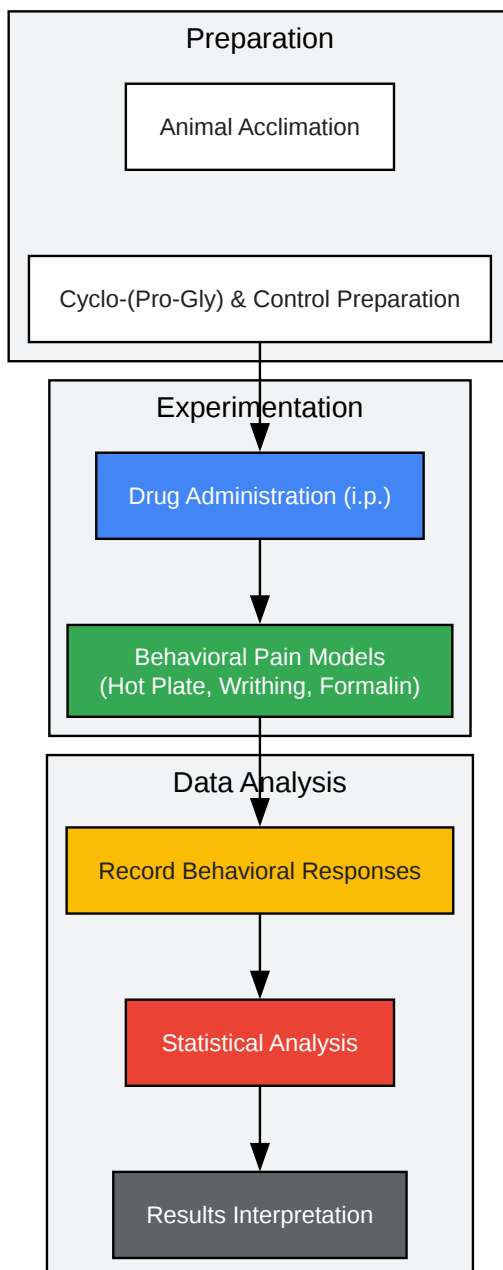 Preparation
Animal Acclimation
Cyclo-(Pro-Gly) & Control Preparation
Experimentation
Drug Administration (i.p.)
Behavioral Pain Models
(Hot Plate, Writhing, Formalin)
Data Analysis
Record Behavioral Responses
Statistical Analysis
Results Interpretation